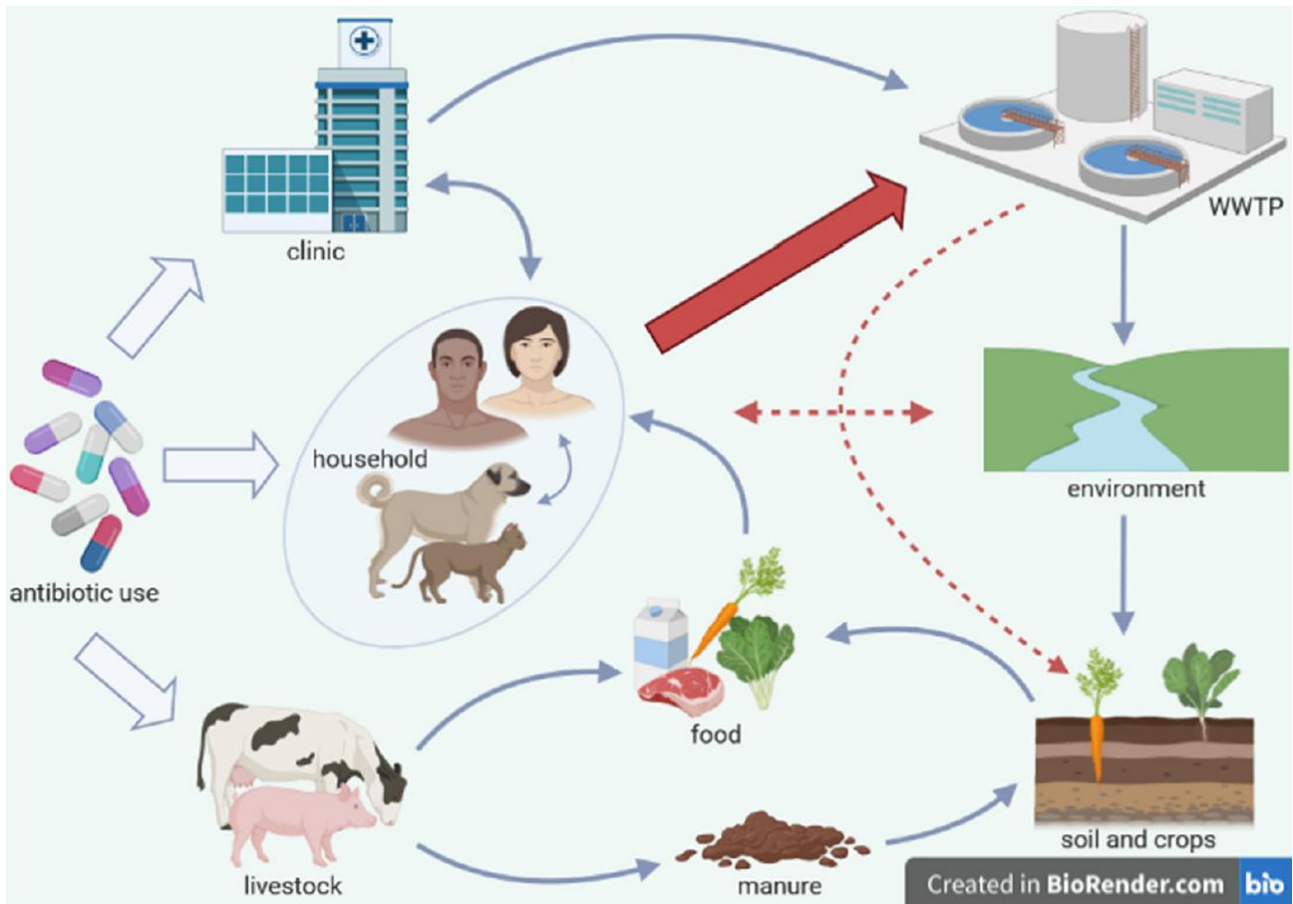 clinic
WWTP
household
environment
antibiotic use
food
soil and crops
livestock
manure
Created in BioRender.com bio